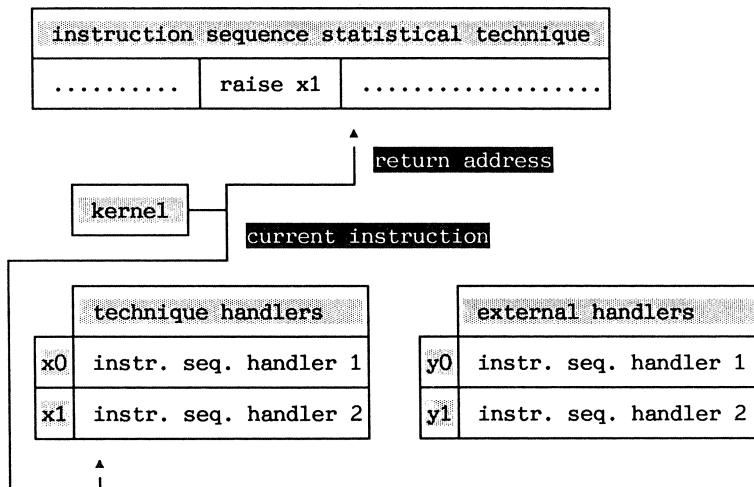 instruction sequence statistical technique
.......... raise x1 ...................
return address
kernel
current instruction
technique handlers external handlers
x0 instr. seq. handler 1 y0 instr. seq. handler 1
x1 instr. seq. handler 2 y1 instr. seq. handler 2